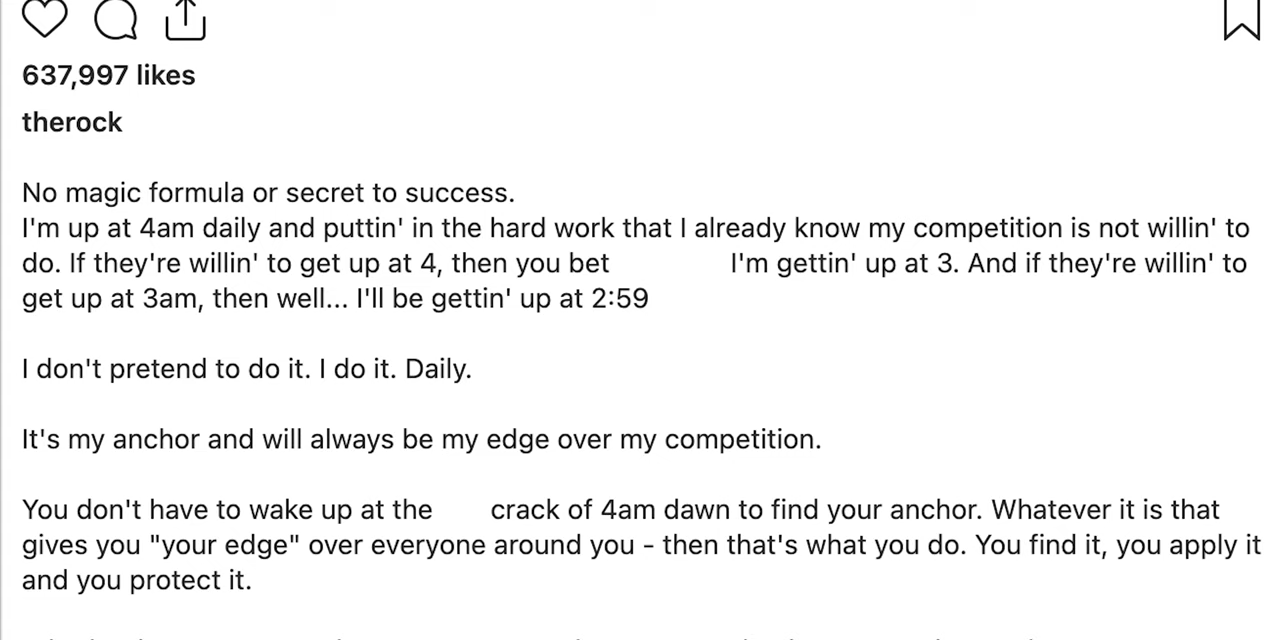 637,997 likes
therock
No magic formula or secret to success.
I'm up at 4am daily and puttin' in the hard work that I already know my competition is not willin' to
do. If they're willin' to get up at 4, then you bet I'm gettin' up at 3. And if they're willin' to
get up at 3am, then well... I'll be gettin' up at 2:59
I don't pretend to do it. I do it. Daily.
It's my anchor and will always be my edge over my competition.
You don't have to wake up at the crack of 4am dawn to find your anchor. Whatever it is that
gives you "your edge" over everyone around you - then that's what you do. You find it, you apply it
and you protect it.